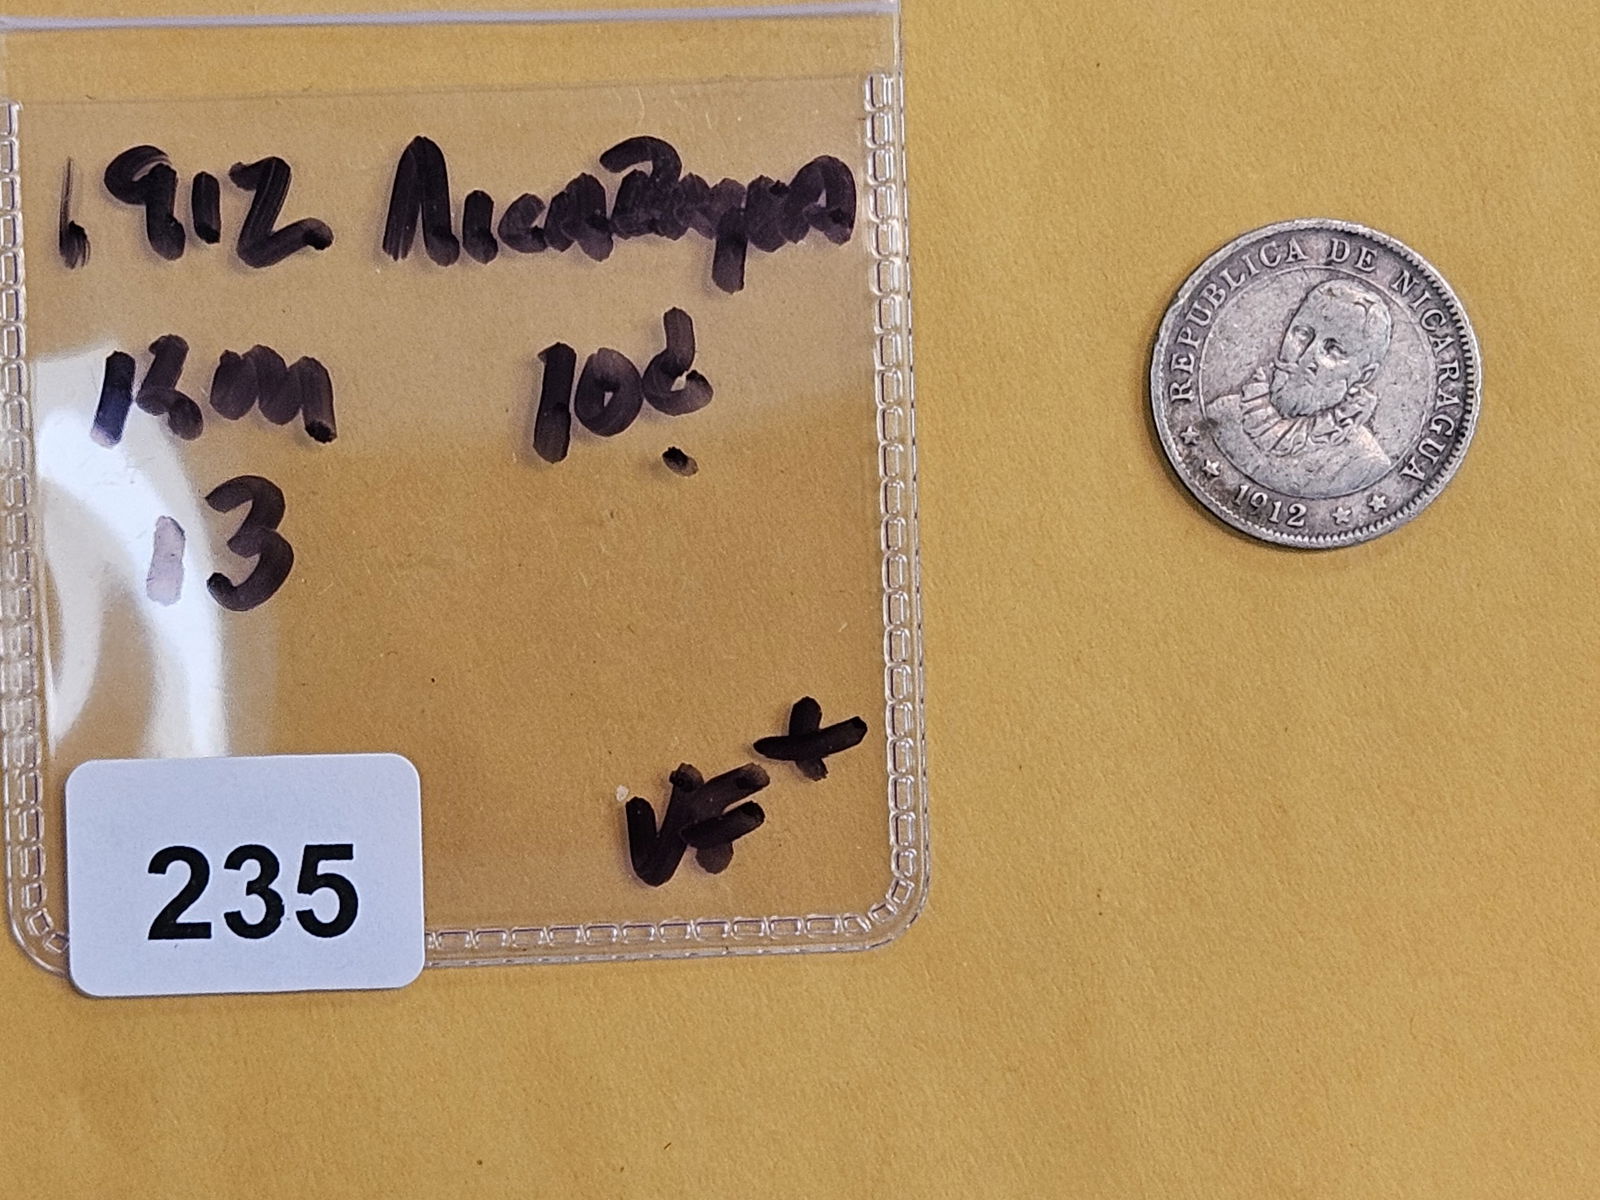 1912 Nicaragua
KM 10¢
13
VF+
235
REPUBLICA DE NICARAGUA
1912